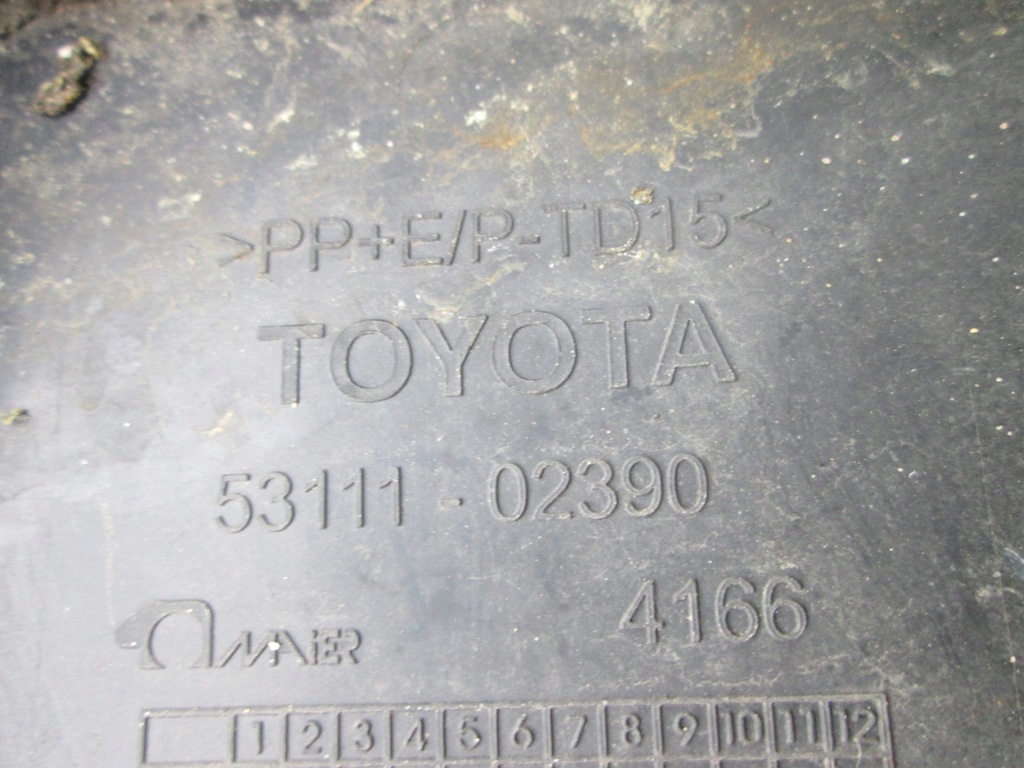 >PP+E/P-TD15<
TOYOTA
53111-02390
MAIER 4166
1 2 3 4 5 6 7 8 9 10 11 12